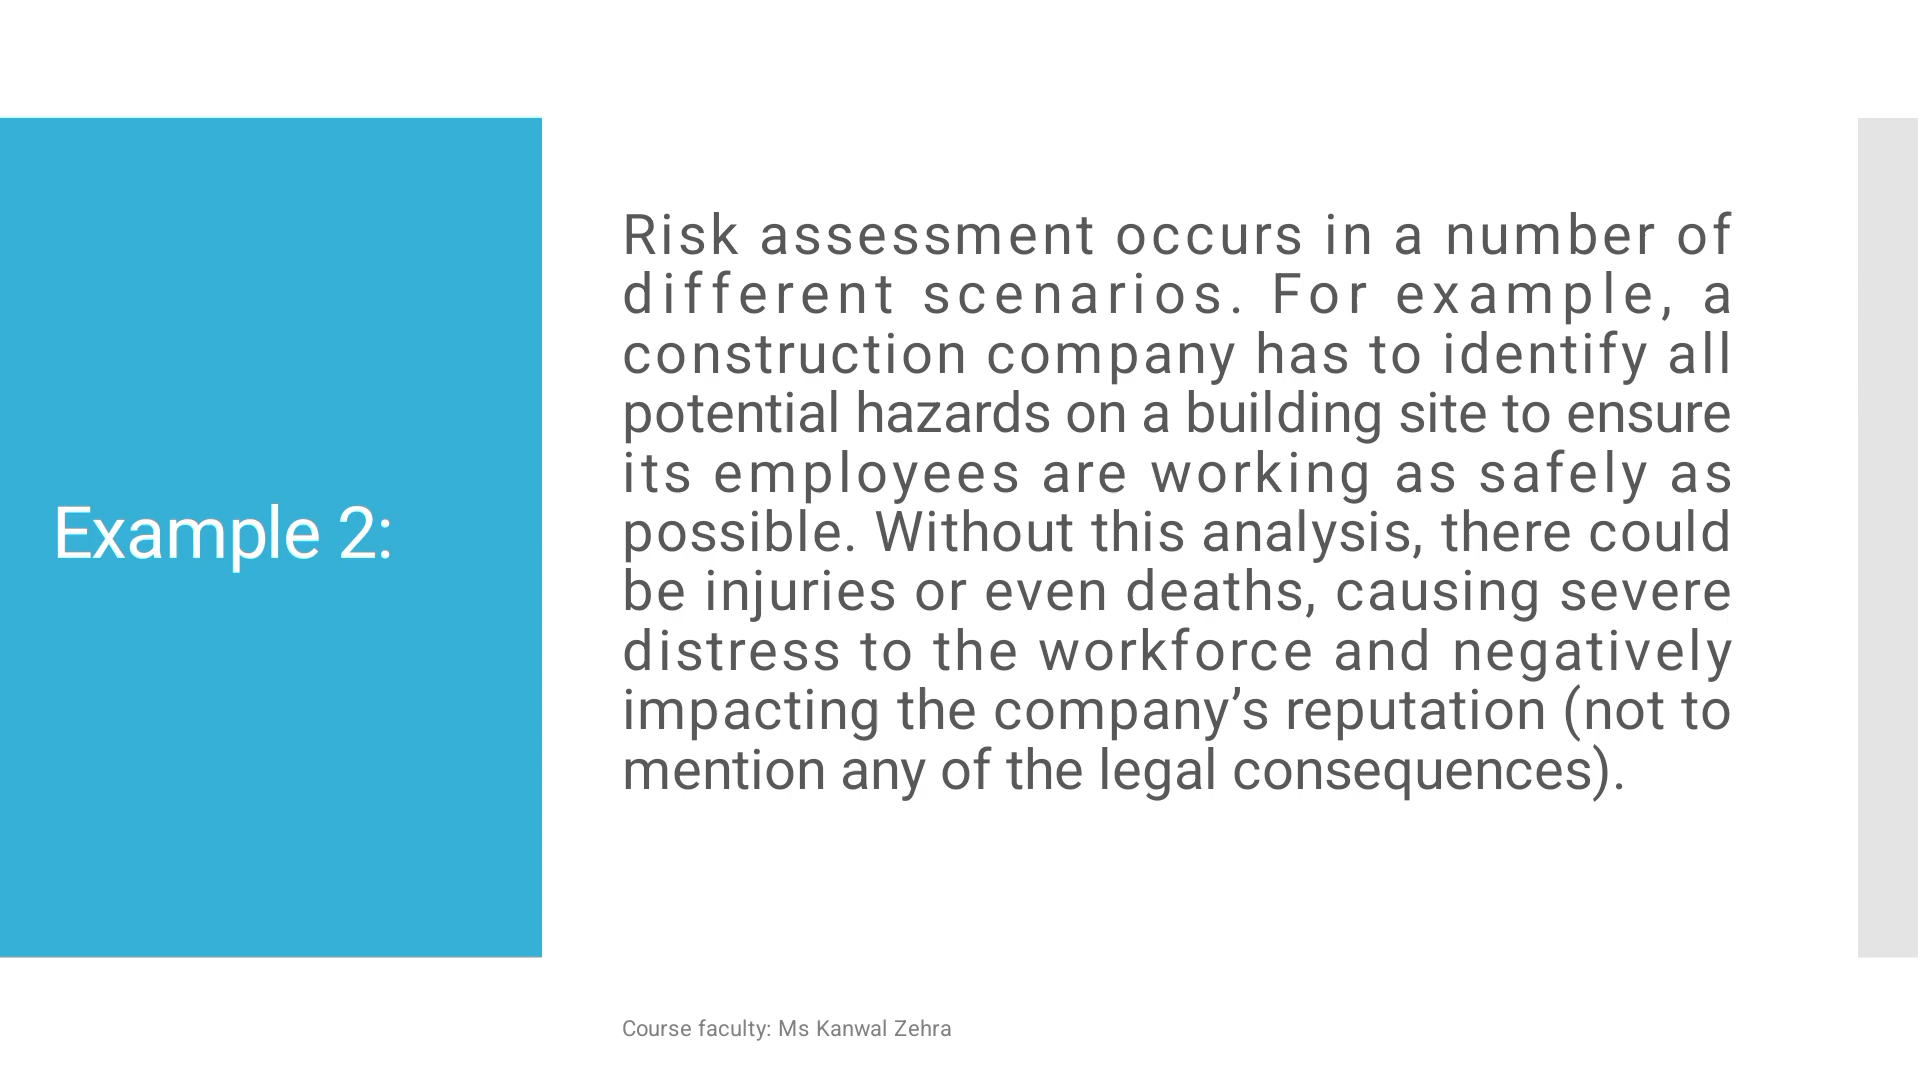 Example 2:
Risk assessment occurs in a number of
different scenarios. For example, a
construction company has to identify all
potential hazards on a building site to ensure
its employees are working as safely as
possible. Without this analysis, there could
be injuries or even deaths, causing severe
distress to the workforce and negatively
impacting the company’s reputation (not to
mention any of the legal consequences).
Course faculty: Ms Kanwal Zehra